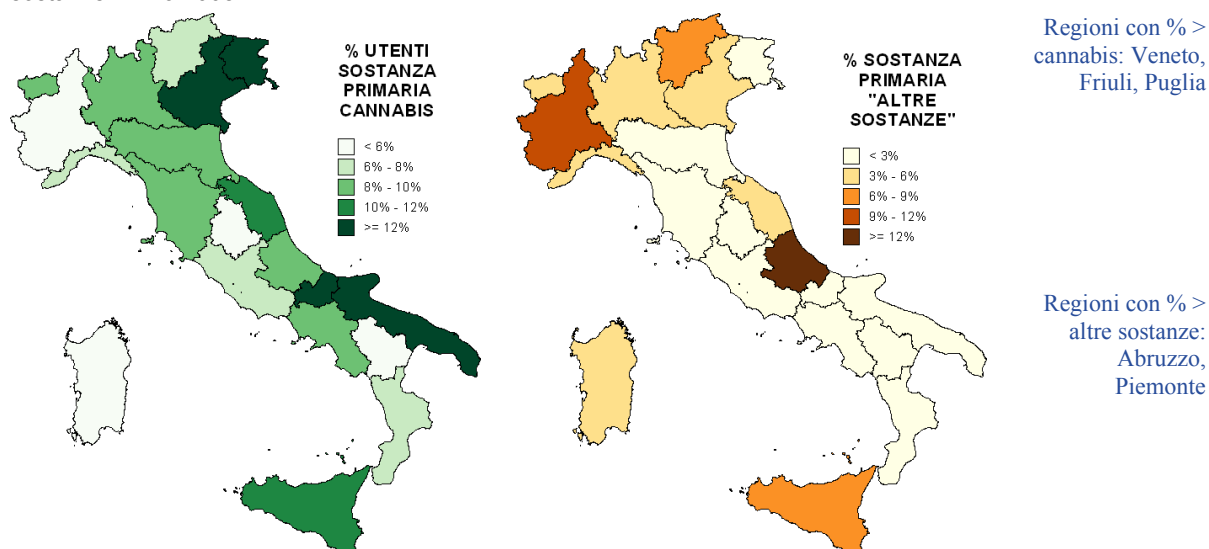 % UTENTI
SOSTANZA
PRIMARIA
CANNABIS
< 6%
6% - 8%
8% - 10%
10% - 12%
>= 12%
% SOSTANZA
PRIMARIA
"ALTRE
SOSTANZE"
< 3%
3% - 6%
6% - 9%
9% - 12%
>= 12%
Regioni con % >
cannabis: Veneto,
Friuli, Puglia
Regioni con % >
altre sostanze:
Abruzzo,
Piemonte